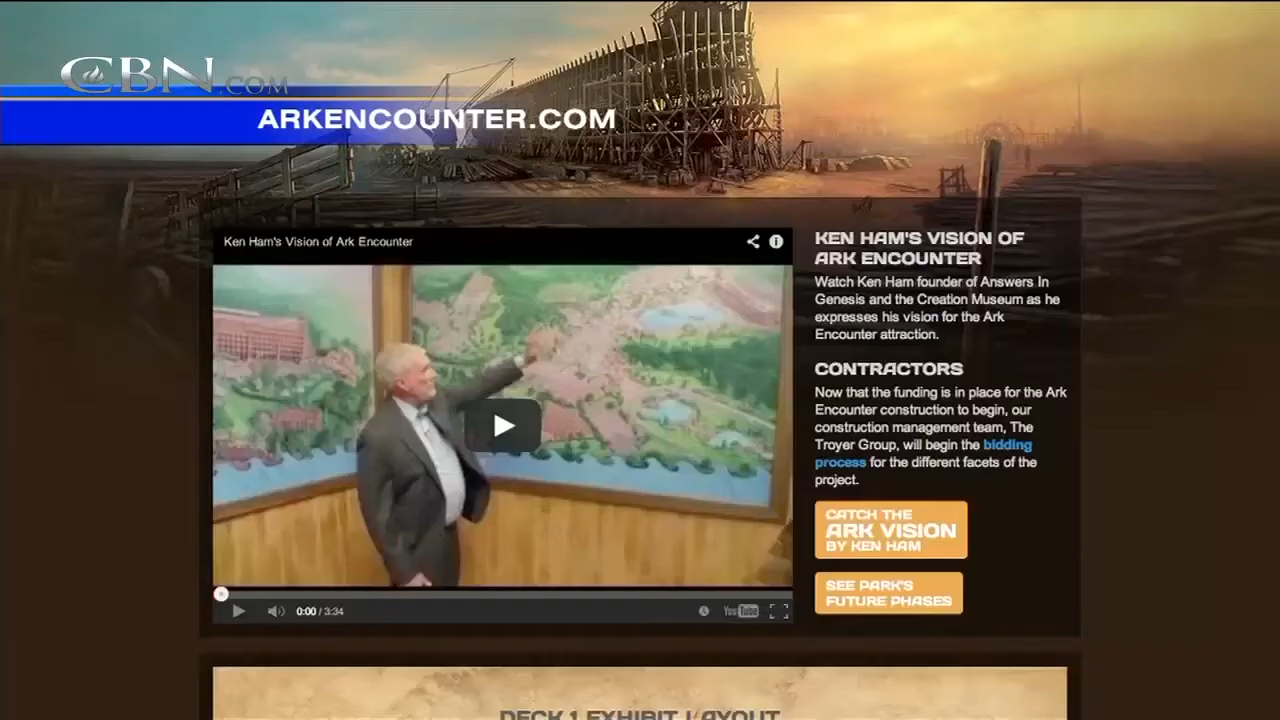 CBN.COM
ARKENCOUNTER.COM
Ken Ham's Vision of Ark Encounter
KEN HAM'S VISION OF
ARK ENCOUNTER
Watch Ken Ham founder of Answers In
Genesis and the Creation Museum as he
expresses his vision for the Ark
Encounter attraction.
CONTRACTORS
Now that the funding is in place for the Ark
Encounter construction to begin, our
construction management team, The
Troyer Group, will begin the bidding
process for the different facets of the
project.
CATCH THE
ARK VISION
BY KEN HAM
SEE PARK'S
FUTURE PHASES
0:00 / 3:34
YouTube
DECK 1 EXHIBIT LAYOUT